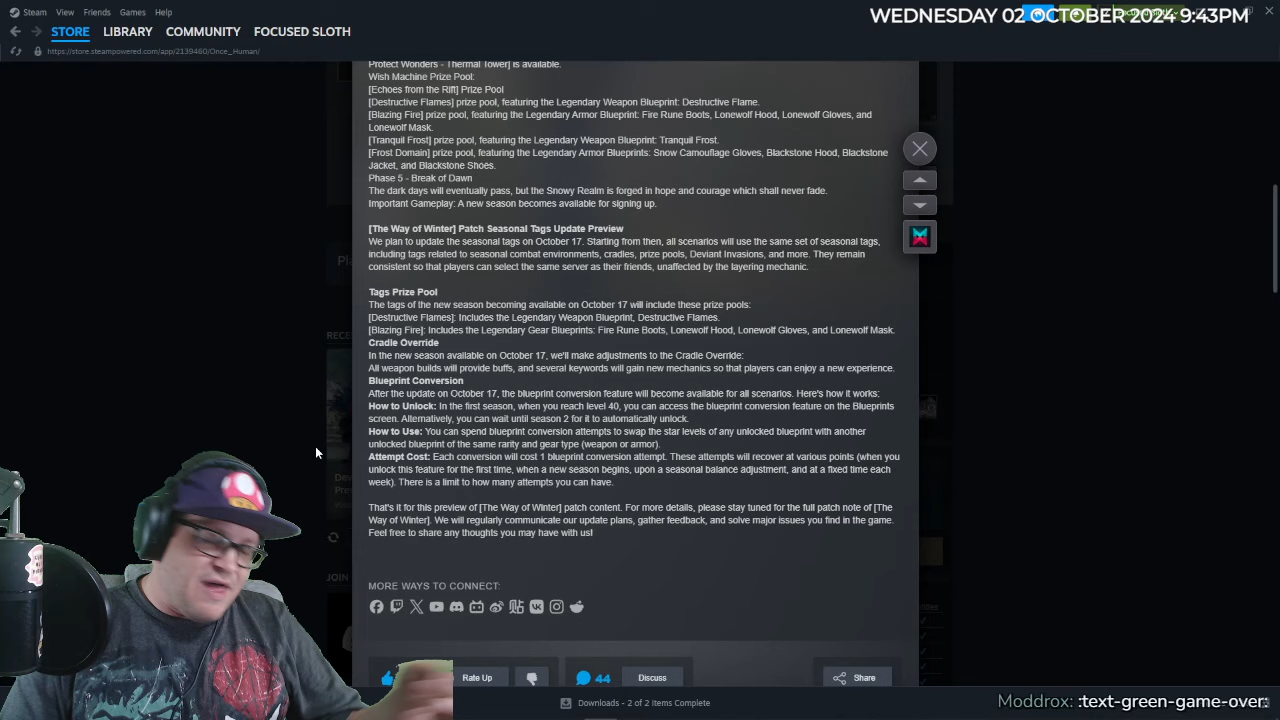 Steam View Friends Games Help
WEDNESDAY 02 OCTOBER 2024 9:43PM
STORE LIBRARY COMMUNITY FOCUSED SLOTH
https://store.steampowered.com/app/2139460/Once_Human/
Protect Wonders - Thermal Tower] is available.
Wish Machine Prize Pool:
[Echoes from the Rift] Prize Pool
[Destructive Flames] prize pool, featuring the Legendary Weapon Blueprint: Destructive Flame.
[Blazing Fire] prize pool, featuring the Legendary Armor Blueprint: Fire Rune Boots, Lonewolf Hood, Lonewolf Gloves, and
Lonewolf Mask.
[Tranquil Frost] prize pool, featuring the Legendary Weapon Blueprint: Tranquil Frost.
[Frost Domain] prize pool, featuring the Legendary Armor Blueprints: Snow Camouflage Gloves, Blackstone Hood, Blackstone
Jacket, and Blackstone Shoes.
Phase 5 - Break of Dawn
The dark days will eventually pass, but the Snowy Realm is forged in hope and courage which shall never fade.
Important Gameplay: A new season becomes available for signing up.
[The Way of Winter] Patch Seasonal Tags Update Preview
We plan to update the seasonal tags on October 17. Starting from then, all scenarios will use the same set of seasonal tags,
including tags related to seasonal combat environments, cradles, prize pools, Deviant Invasions, and more. They remain
consistent so that players can select the same server as their friends, unaffected by the layering mechanic.
Tags Prize Pool
The tags of the new season becoming available on October 17 will include these prize pools:
[Destructive Flames]: Includes the Legendary Weapon Blueprint, Destructive Flames.
[Blazing Fire]: Includes the Legendary Gear Blueprints: Fire Rune Boots, Lonewolf Hood, Lonewolf Gloves, and Lonewolf Mask.
Cradle Override
In the new season available on October 17, we'll make adjustments to the Cradle Override:
All weapon builds will provide buffs, and several keywords will gain new mechanics so that players can enjoy a new experience.
Blueprint Conversion
After the update on October 17, the blueprint conversion feature will become available for all scenarios. Here's how it works:
How to Unlock: In the first season, when you reach level 40, you can access the blueprint conversion feature on the Blueprints
screen. Alternatively, you can wait until season 2 for it to automatically unlock.
How to Use: You can spend blueprint conversion attempts to swap the star levels of any unlocked blueprint with another
unlocked blueprint of the same rarity and gear type (weapon or armor).
Attempt Cost: Each conversion will cost 1 blueprint conversion attempt. These attempts will recover at various points (when you
unlock this feature for the first time, when a new season begins, upon a seasonal balance adjustment, and at a fixed time each
week). There is a limit to how many attempts you can have.
That's it for this preview of [The Way of Winter] patch content. For more details, please stay tuned for the full patch note of [The
Way of Winter]. We will regularly communicate our update plans, gather feedback, and solve major issues you find in the game.
Feel free to share any thoughts you may have with us!
MORE WAYS TO CONNECT:
Rate Up 44 Discuss Share
Downloads - 2 of 2 Items Complete
Moddrox: :text-green-game-over: